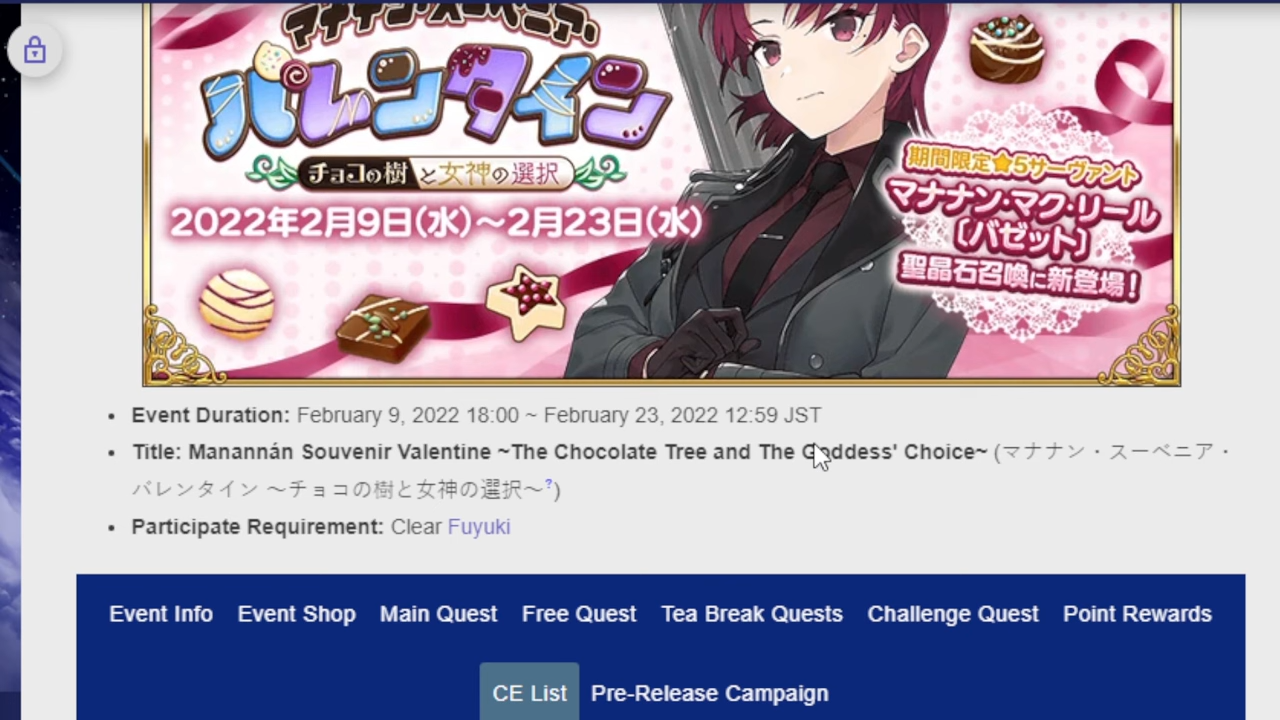 マナナン・スーベニア・
バレンタイン
チョコの樹と女神の選択
2022年2月9日(水)～2月23日(水)
期間限定★5サーヴァント
マナナン・マク・リール
〔バゼット〕
聖晶石召喚に新登場！
Event Duration: February 9, 2022 18:00 ~ February 23, 2022 12:59 JST
Title: Manannán Souvenir Valentine ~The Chocolate Tree and The Goddess' Choice~ (マナナン・スーベニア・
バレンタイン 〜チョコの樹と女神の選択〜?)
Participate Requirement: Clear Fuyuki
Event Info Event Shop Main Quest Free Quest Tea Break Quests Challenge Quest Point Rewards
CE List Pre-Release Campaign